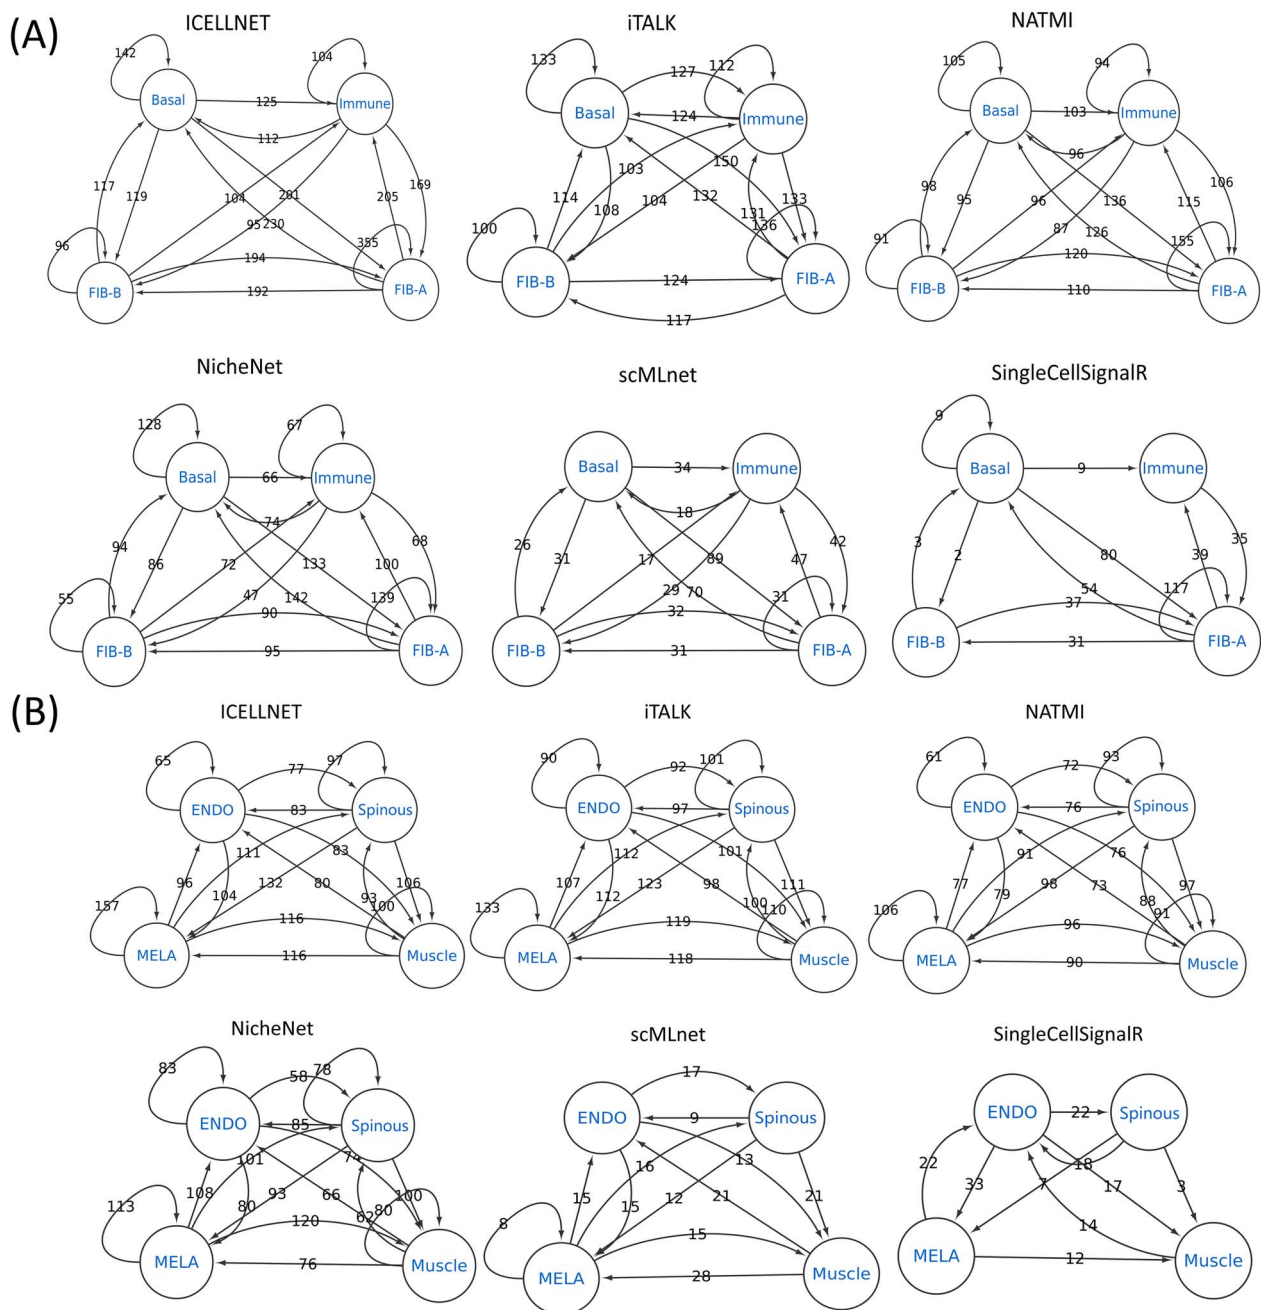 (A)
ICELLNET
142
104
Basal
125
Immune
112
117
119
104
281
205
169
95
230
96
194
355
FIB-B
192
FIB-A
iTALK
133
127
112
Basal
124
Immune
103
150
114
108
104
132
131
133
136
100
FIB-B
124
FIB-A
117
NATMI
105
94
Basal
103
Immune
96
98
95
96
136
115
106
87
126
91
120
155
FIB-B
110
FIB-A
NicheNet
128
67
Basal
66
Immune
74
94
86
72
133
100
68
55
47
142
139
90
FIB-B
95
FIB-A
scMLnet
Basal
34
Immune
18
26
31
17
89
47
42
29
70
31
32
FIB-B
31
FIB-A
SingleCellSignalR
9
Basal
9
Immune
3
2
80
39
35
54
117
37
FIB-B
31
FIB-A
(B)
ICELLNET
65
97
77
ENDO
83
Spinous
111
83
96
104
132
80
93
106
100
157
116
MELA
116
Muscle
iTALK
90
101
92
ENDO
97
Spinous
112
101
107
112
123
98
100
111
110
133
119
MELA
118
Muscle
NATMI
61
93
72
ENDO
76
Spinous
91
76
77
79
98
73
88
97
91
106
96
MELA
90
Muscle
NicheNet
83
78
58
ENDO
85
Spinous
101
74
108
80
93
66
62
100
80
113
120
MELA
76
Muscle
scMLnet
17
ENDO
9
Spinous
16
13
15
15
12
21
21
8
15
MELA
28
Muscle
SingleCellSignalR
ENDO
22
Spinous
18
22
33
7
17
3
14
MELA
12
Muscle